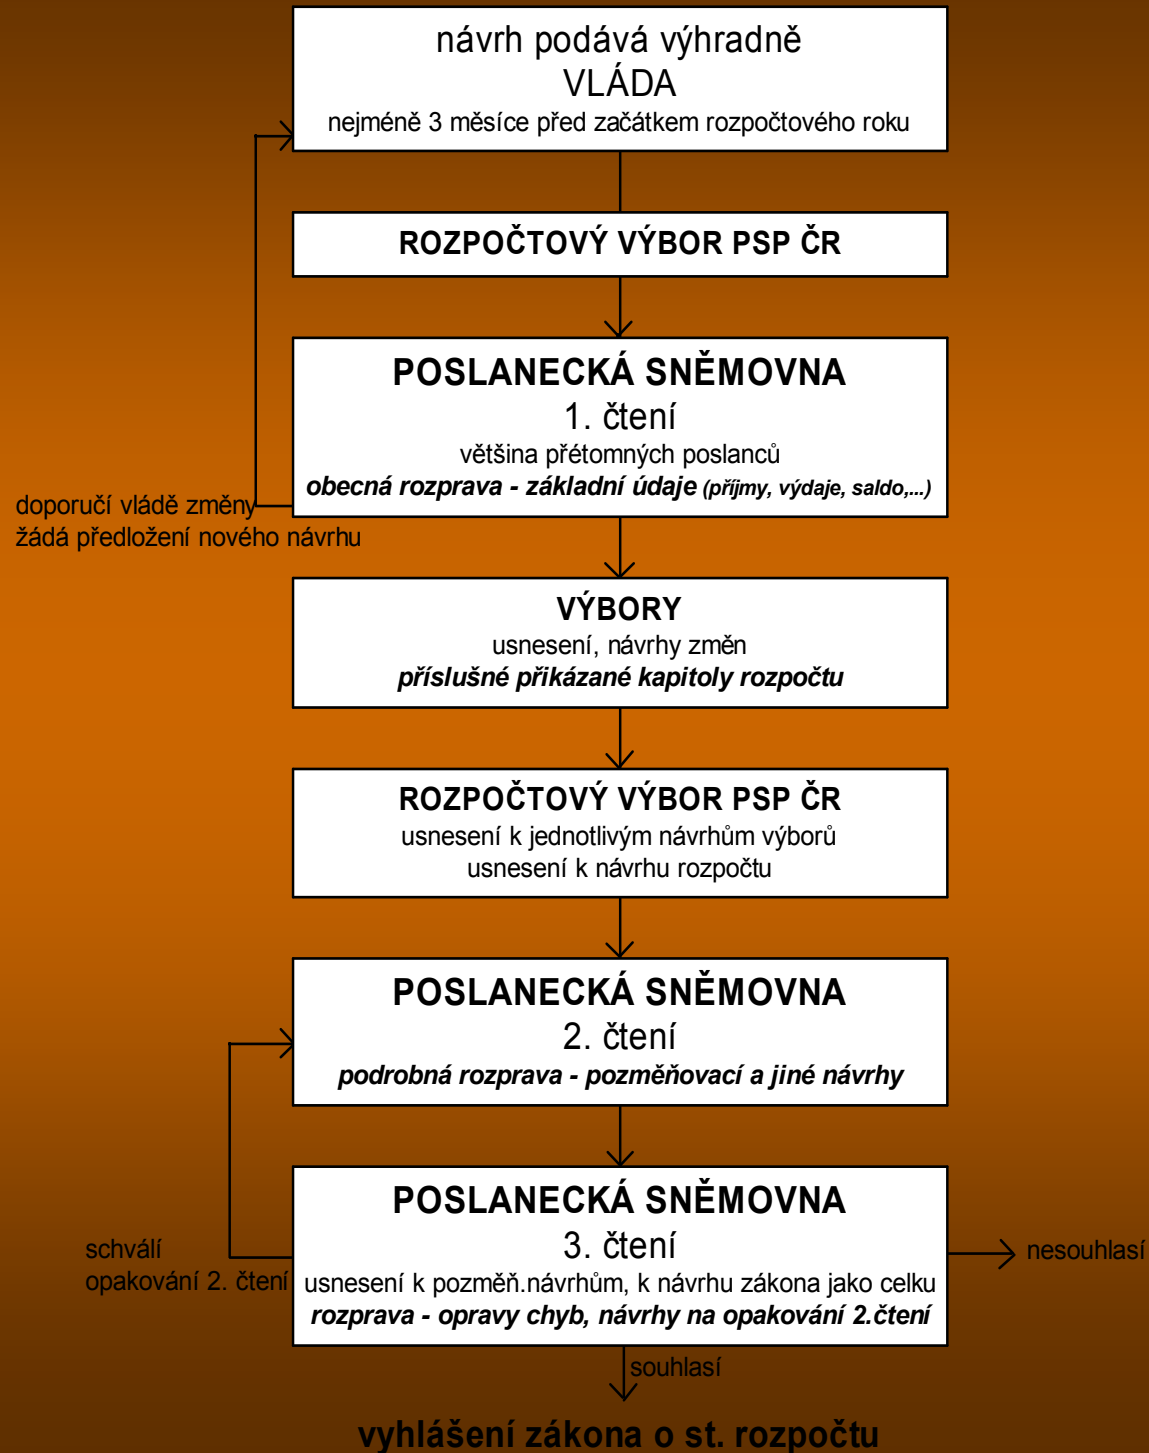 návrh podává výhradně
VLÁDA
nejméně 3 měsíce před začátkem rozpočtového roku
ROZPOČTOVÝ VÝBOR PSP ČR
POSLANECKÁ SNĚMOVNA
1. čtení
většina přétomných poslanců
obecná rozprava - základní údaje (příjmy, výdaje, saldo,...)
doporučí vládě změny
žádá předložení nového návrhu
VÝBORY
usnesení, návrhy změn
příslušné přikázané kapitoly rozpočtu
ROZPOČTOVÝ VÝBOR PSP ČR
usnesení k jednotlivým návrhům výborů
usnesení k návrhu rozpočtu
POSLANECKÁ SNĚMOVNA
2. čtení
podrobná rozprava - pozměňovací a jiné návrhy
POSLANECKÁ SNĚMOVNA
3. čtení
usnesení k pozměň.návrhům, k návrhu zákona jako celku
rozprava - opravy chyb, návrhy na opakování 2.čtení
schválí
opakování 2. čtení
nesouhlasí
souhlasí
vyhlášení zákona o st. rozpočtu